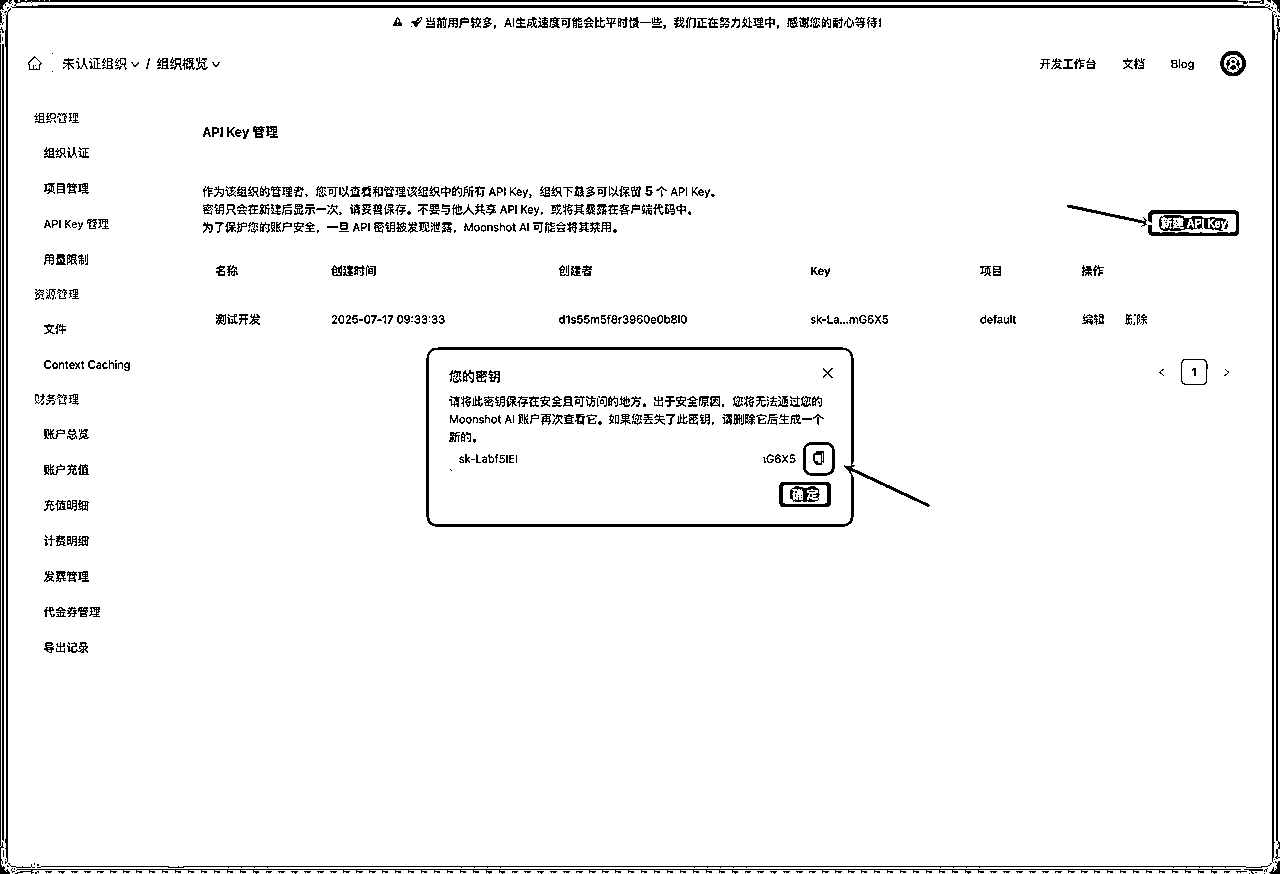 当前用户较多，AI生成速度可能会比平时慢一些，我们正在努力处理中，感谢您的耐心等待！
未认证组织 / 组织概览
开发工作台 文档 Blog
组织管理
组织认证
项目管理
API Key 管理
用量限制
资源管理
文件
Context Caching
财务管理
账户总览
账户充值
充值明细
计费明细
发票管理
代金券管理
导出记录
API Key 管理
作为该组织的管理者，您可以查看和管理该组织中的所有 API Key，组织下最多可以保留 5 个 API Key。
密钥只会在新建后显示一次，请妥善保存。不要与他人共享 API Key，或将其暴露在客户端代码中。
为了保护您的账户安全，一旦 API 密钥被发现泄露，Moonshot AI 可能会将其禁用。
新建 API Key
名称 创建时间 创建者 Key 项目 操作
测试开发 2025-07-17 09:33:33 d1s55m5f8r3960e0b8l0 sk-La...mG6X5 default 编辑 删除
1
您的密钥
请将此密钥保存在安全且可访问的地方。出于安全原因，您将无法通过您的
Moonshot AI 账户再次查看它。如果您丢失了此密钥，请删除它后生成一个
新的。
sk-Labf5IEI G6X5
确定